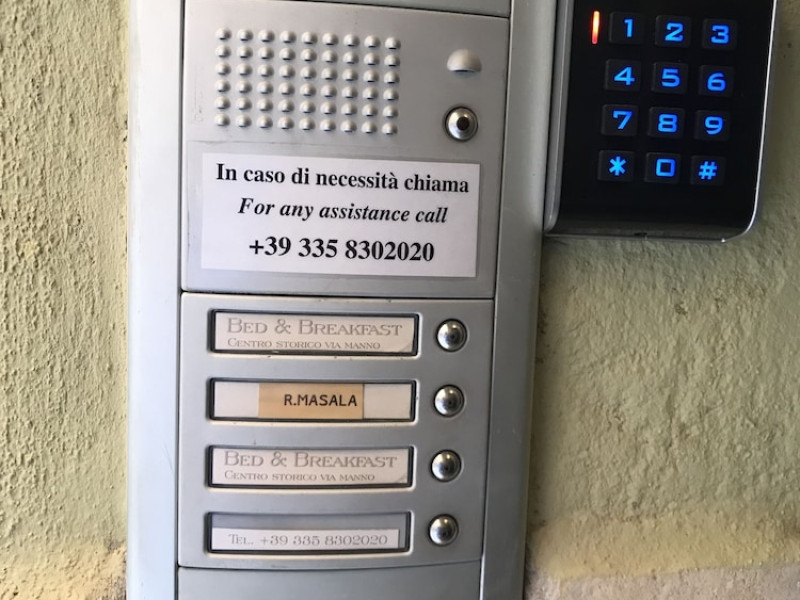 1 2 3
4 5 6
7 8 9
* 0 #
In caso di necessità chiama
For any assistance call
+39 335 8302020
BED & BREAKFAST
CENTRO STORICO VIA MANNO
R.MASALA
BED & BREAKFAST
CENTRO STORICO VIA MANNO
TEL. +39 335 8302020